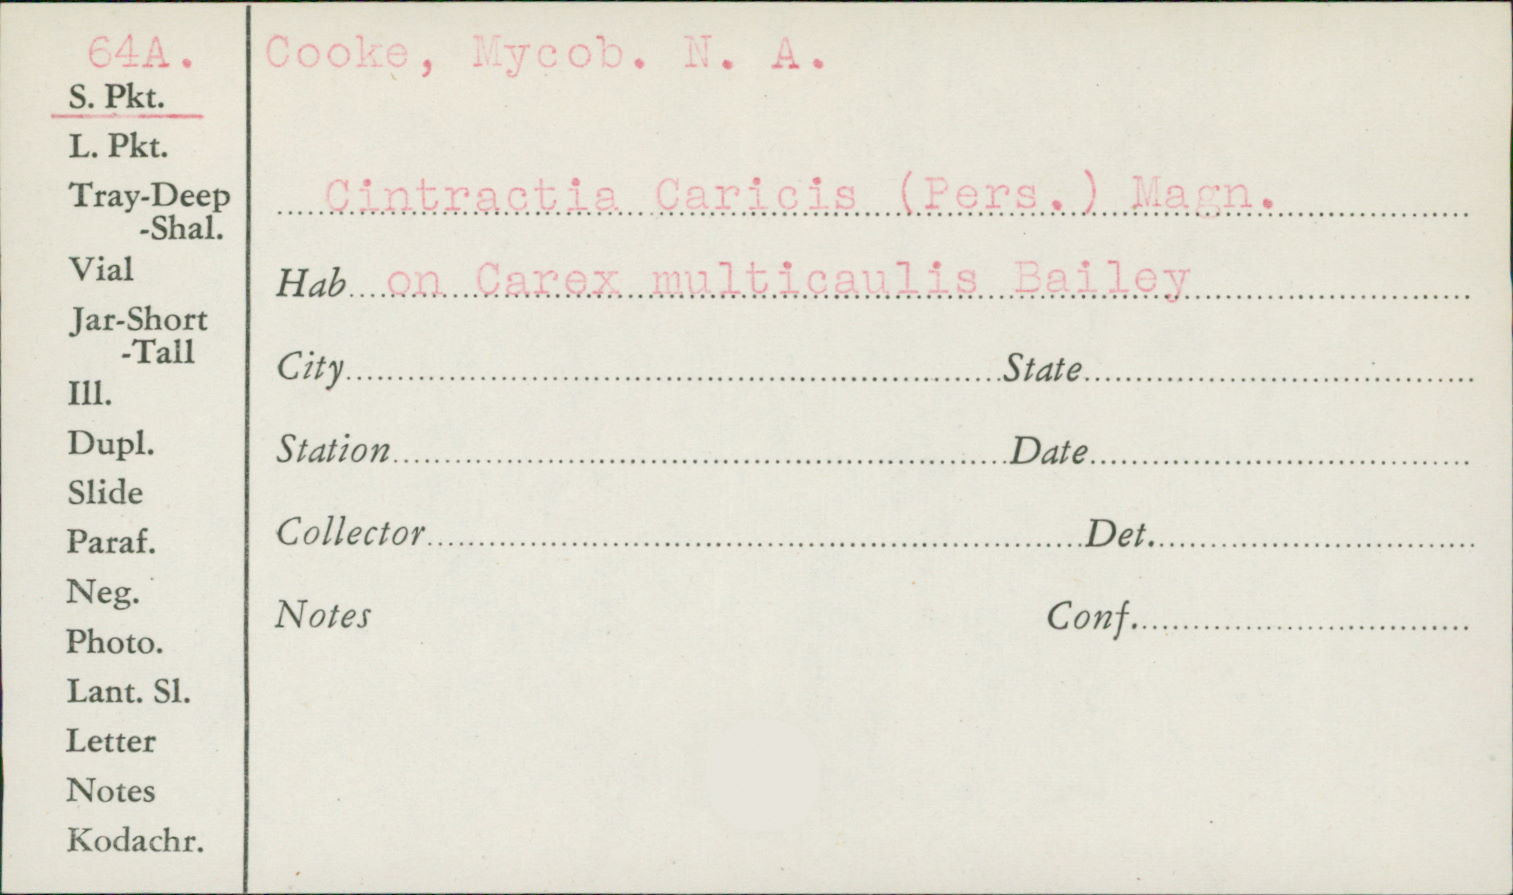 64A.
S. Pkt.
L. Pkt.
Tray-Deep
-Shal.
Vial
Jar-Short
-Tall
Ill.
Dupl.
Slide
Paraf.
Neg.
Photo.
Lant. Sl.
Letter
Notes
Kodachr.
Cooke, Mycob. N. A.
Cintractia Caricis (Pers.) Magn.
Hab on Carex multicaulis Bailey
City State
Station Date
Collector Det.
Notes Conf.